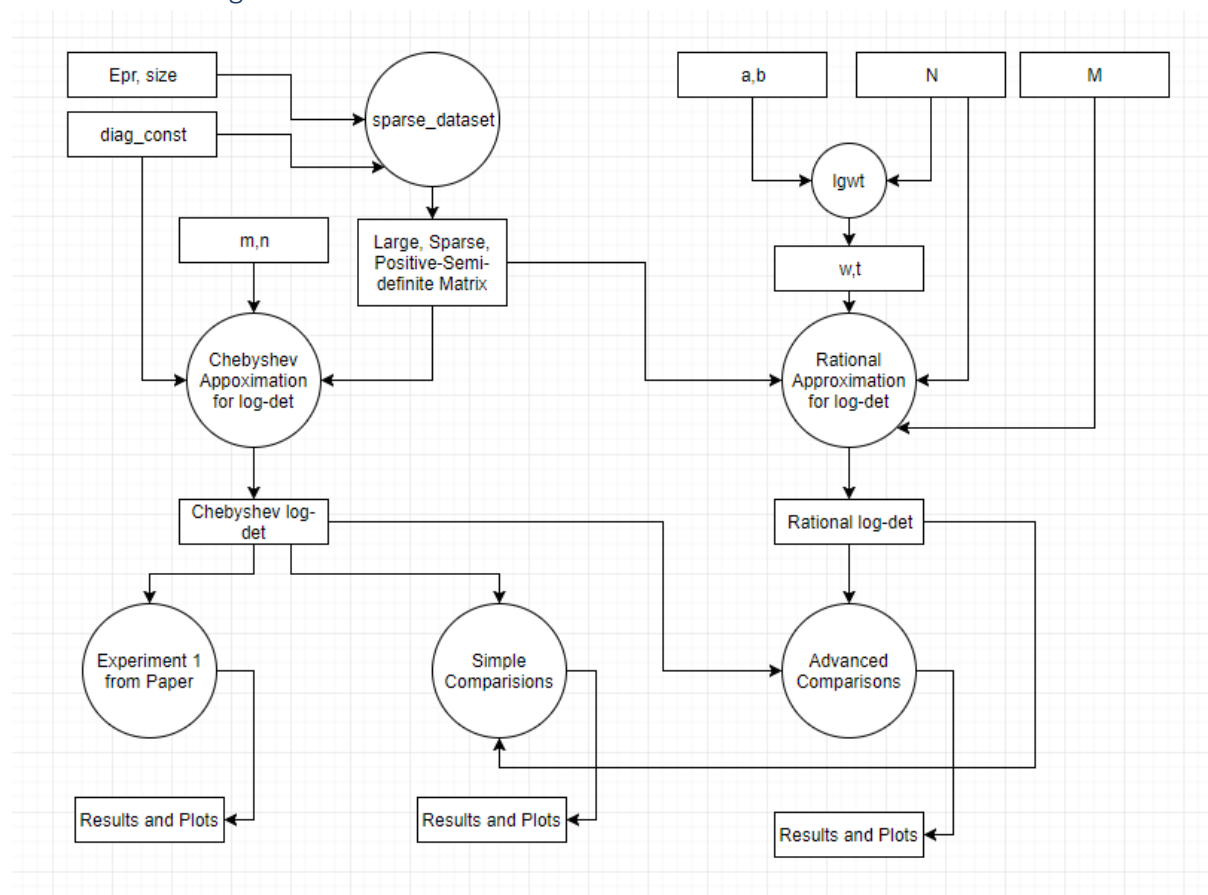 Epr, size
diag_const
sparse_dataset
a,b
N
M
lgwt
m,n
Large, Sparse,
Positive-Semi-
definite Matrix
w,t
Chebyshev
Appoximation
for log-det
Rational
Approximation
for log-det
Chebyshev log-
det
Rational log-det
Experiment 1
from Paper
Simple
Comparisions
Advanced
Comparisons
Results and Plots
Results and Plots
Results and Plots